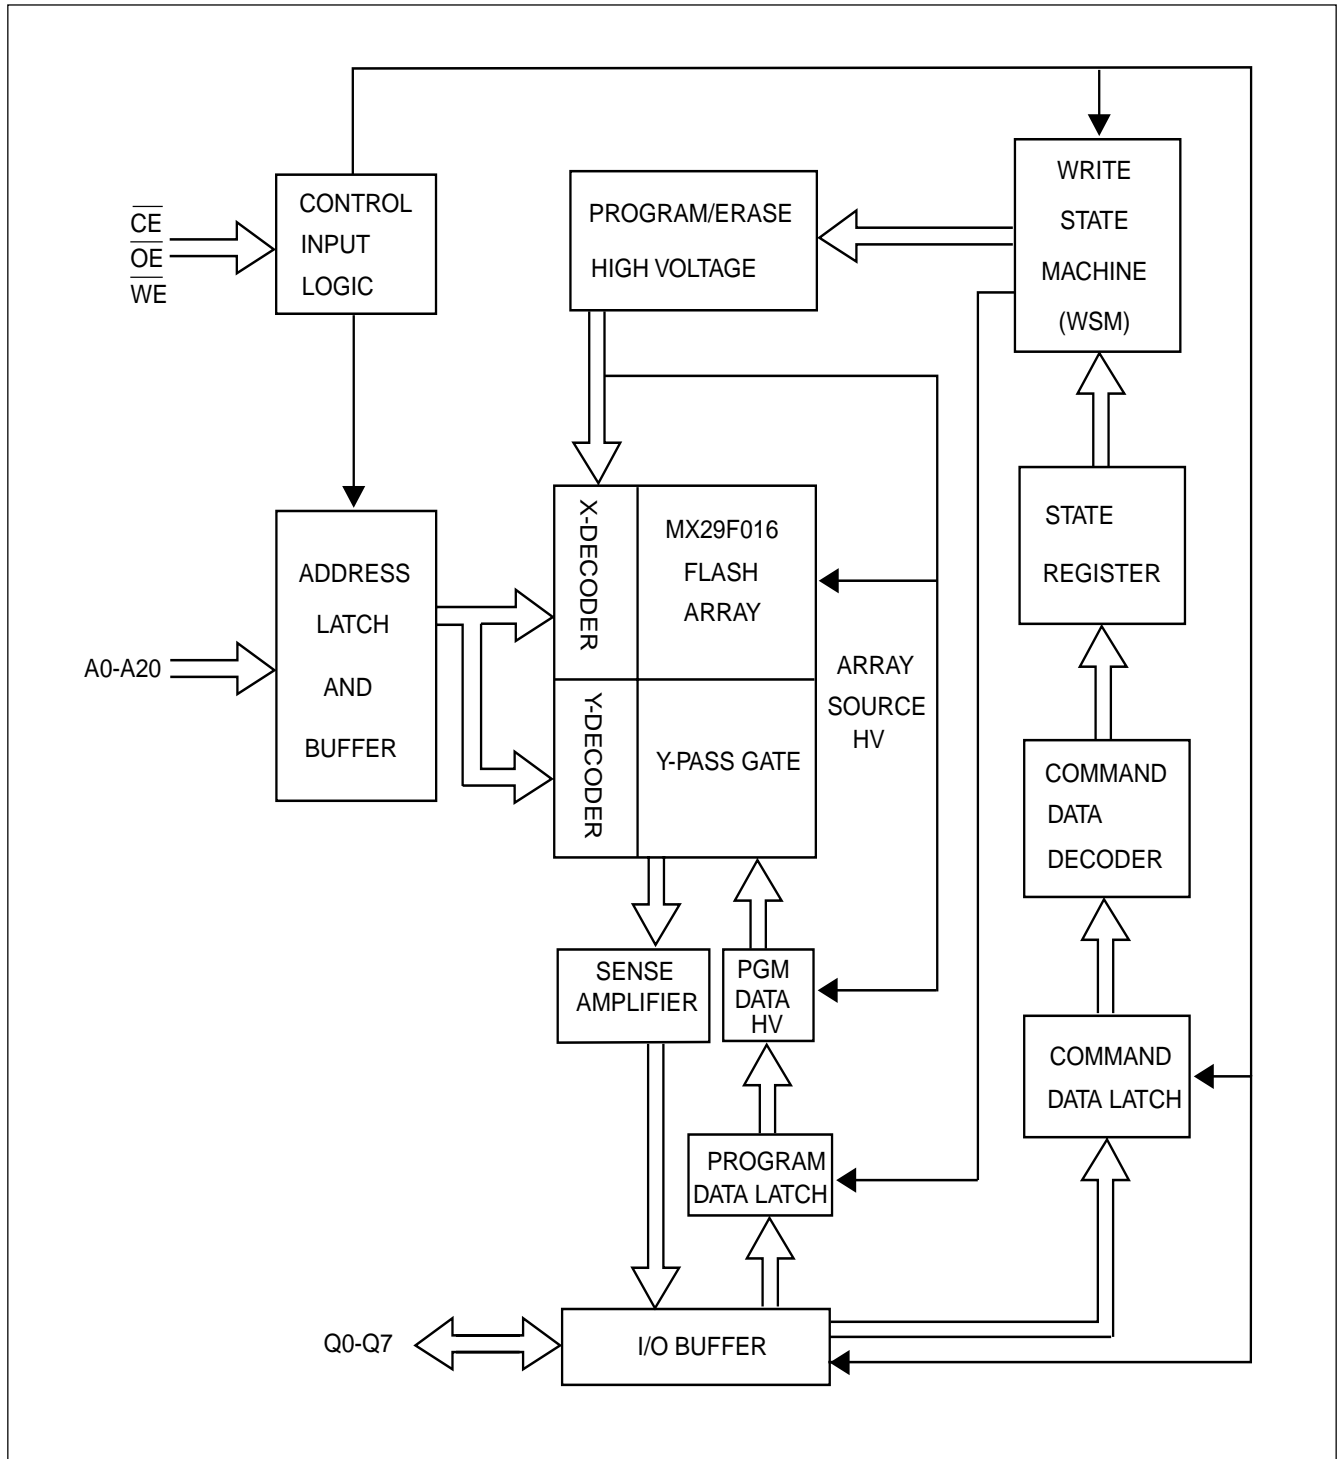 CE
OE
WE
CONTROL
INPUT
LOGIC
PROGRAM/ERASE
HIGH VOLTAGE
WRITE
STATE
MACHINE
(WSM)
STATE
REGISTER
A0-A20
ADDRESS
LATCH
AND
BUFFER
X-DECODER
MX29F016
FLASH
ARRAY
Y-DECODER
Y-PASS GATE
ARRAY
SOURCE
HV
COMMAND
DATA
DECODER
SENSE
AMPLIFIER
PGM
DATA
HV
COMMAND
DATA LATCH
PROGRAM
DATA LATCH
Q0-Q7
I/O BUFFER